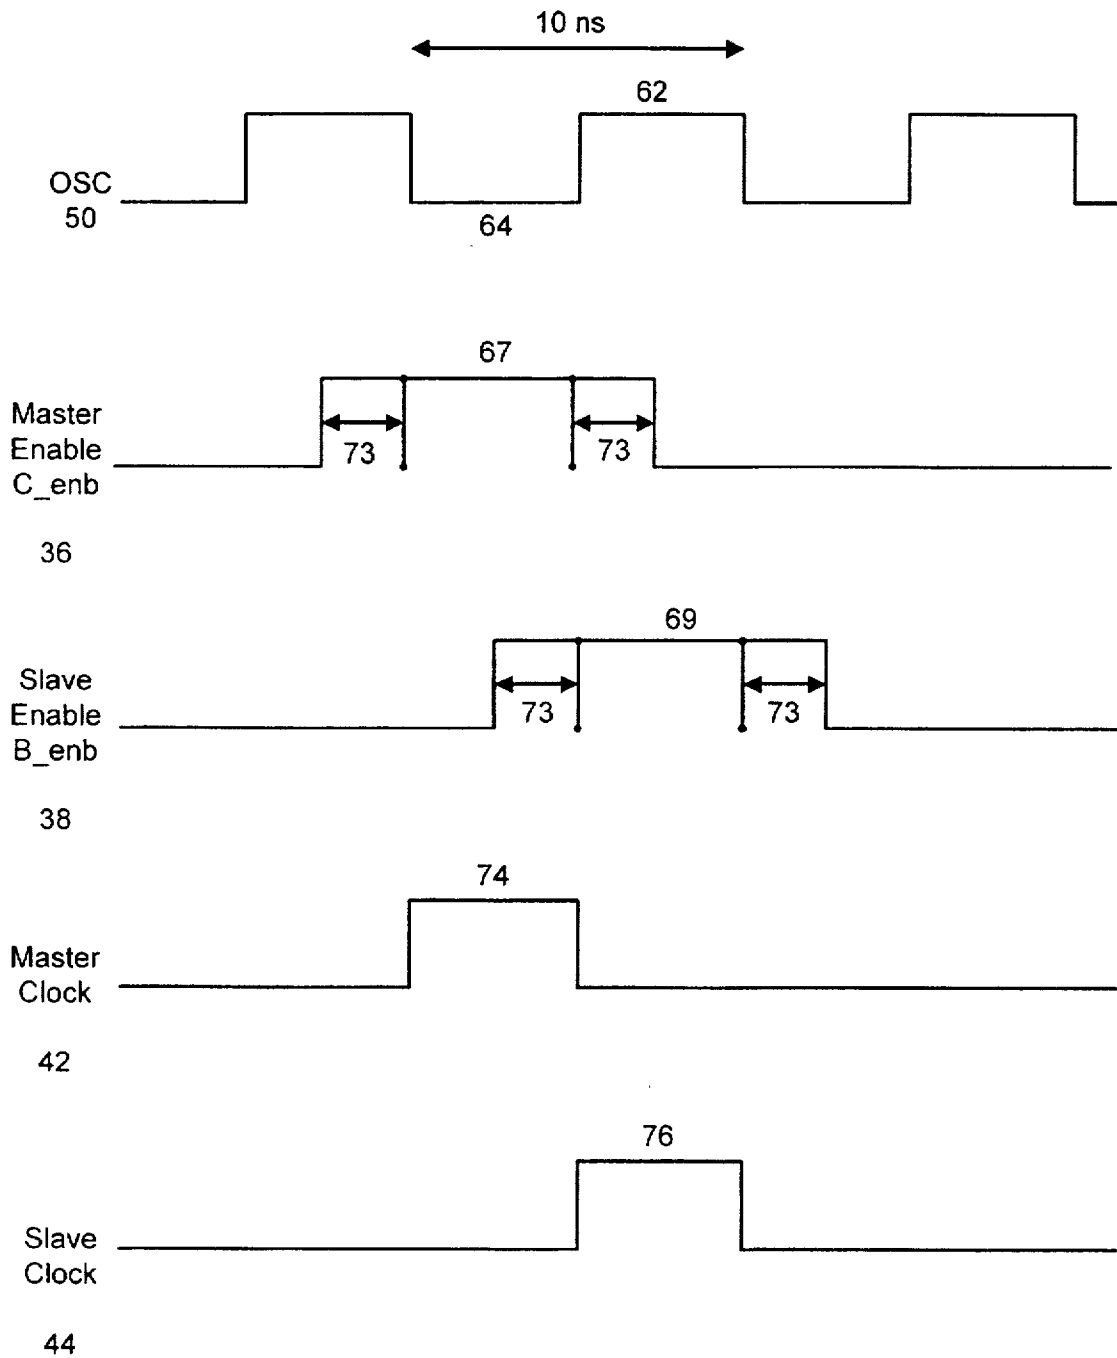 10 ns
62
OSC
50
64
67
Master
Enable
C_enb
73
73
36
69
Slave
Enable
B_enb
73
73
38
74
Master
Clock
42
76
Slave
Clock
44